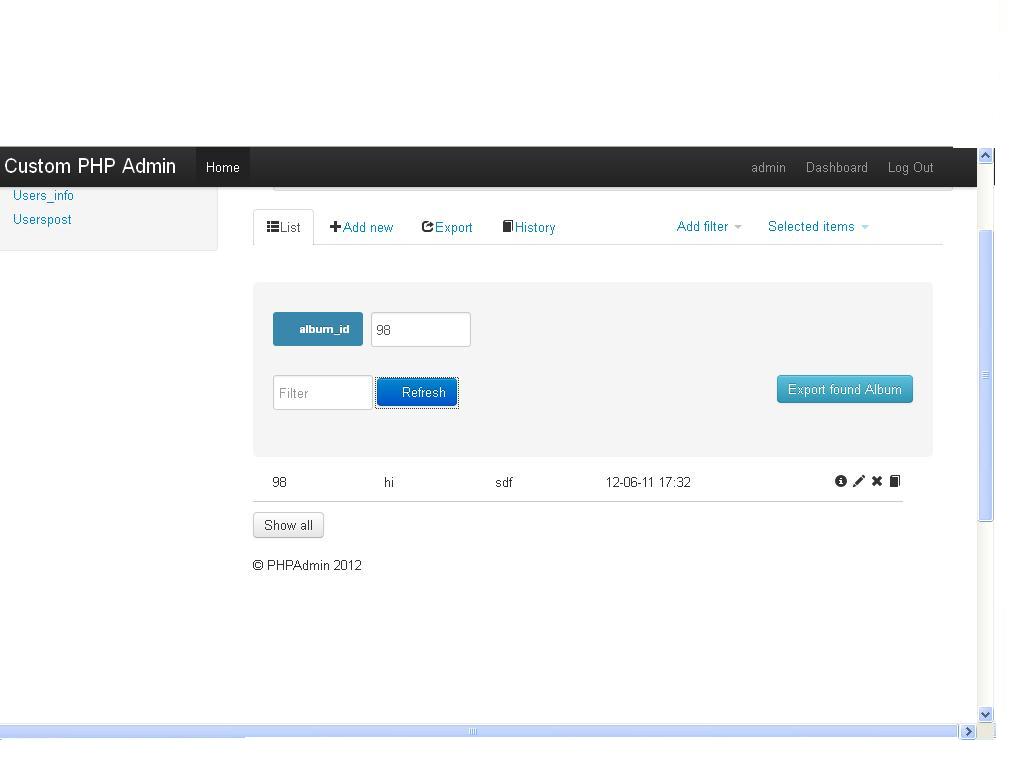 Custom PHP Admin Home admin Dashboard Log Out
Users_info
Userspost
List Add new Export History Add filter Selected items
album_id 98
Filter Refresh Export found Album
98 hi sdf 12-06-11 17:32
Show all
© PHPAdmin 2012